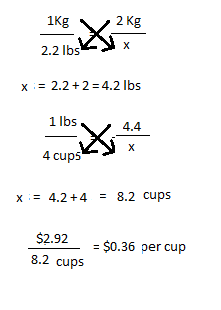 1Kg = 2 Kg
2.2 lbs x
x = 2.2 + 2 = 4.2 lbs
1 lbs = 4.4
4 cups x
x = 4.2 + 4 = 8.2 cups
$2.92 = $0.36 per cup
8.2 cups